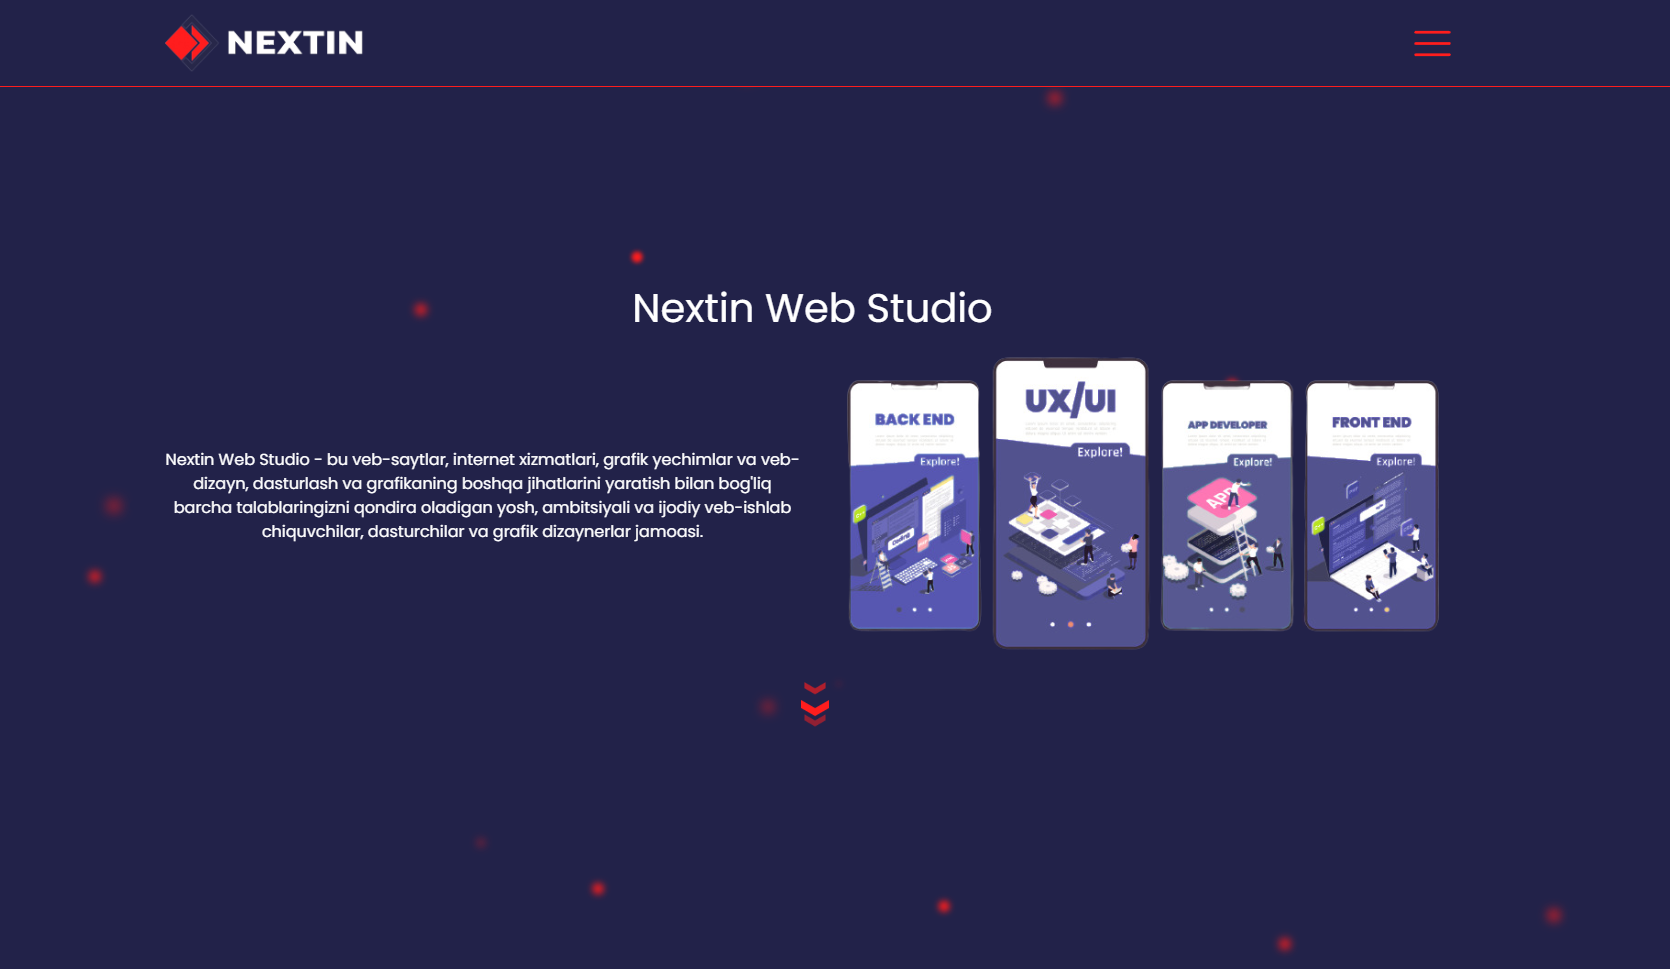 NEXTIN
Nextin Web Studio
Nextin Web Studio - bu veb-saytlar, internet xizmatlari, grafik yechimlar va veb-
dizayn, dasturlash va grafikaning boshqa jihatlarini yaratish bilan bog'liq
barcha talablaringizni qondira oladigan yosh, ambitsiyali va ijodiy veb-ishlab
chiquvchilar, dasturchilar va grafik dizaynerlar jamoasi.
BACK END
Explore!
Coding
UX/UI
Explore!
APP DEVELOPER
Explore!
APP
FRONT END
Explore!